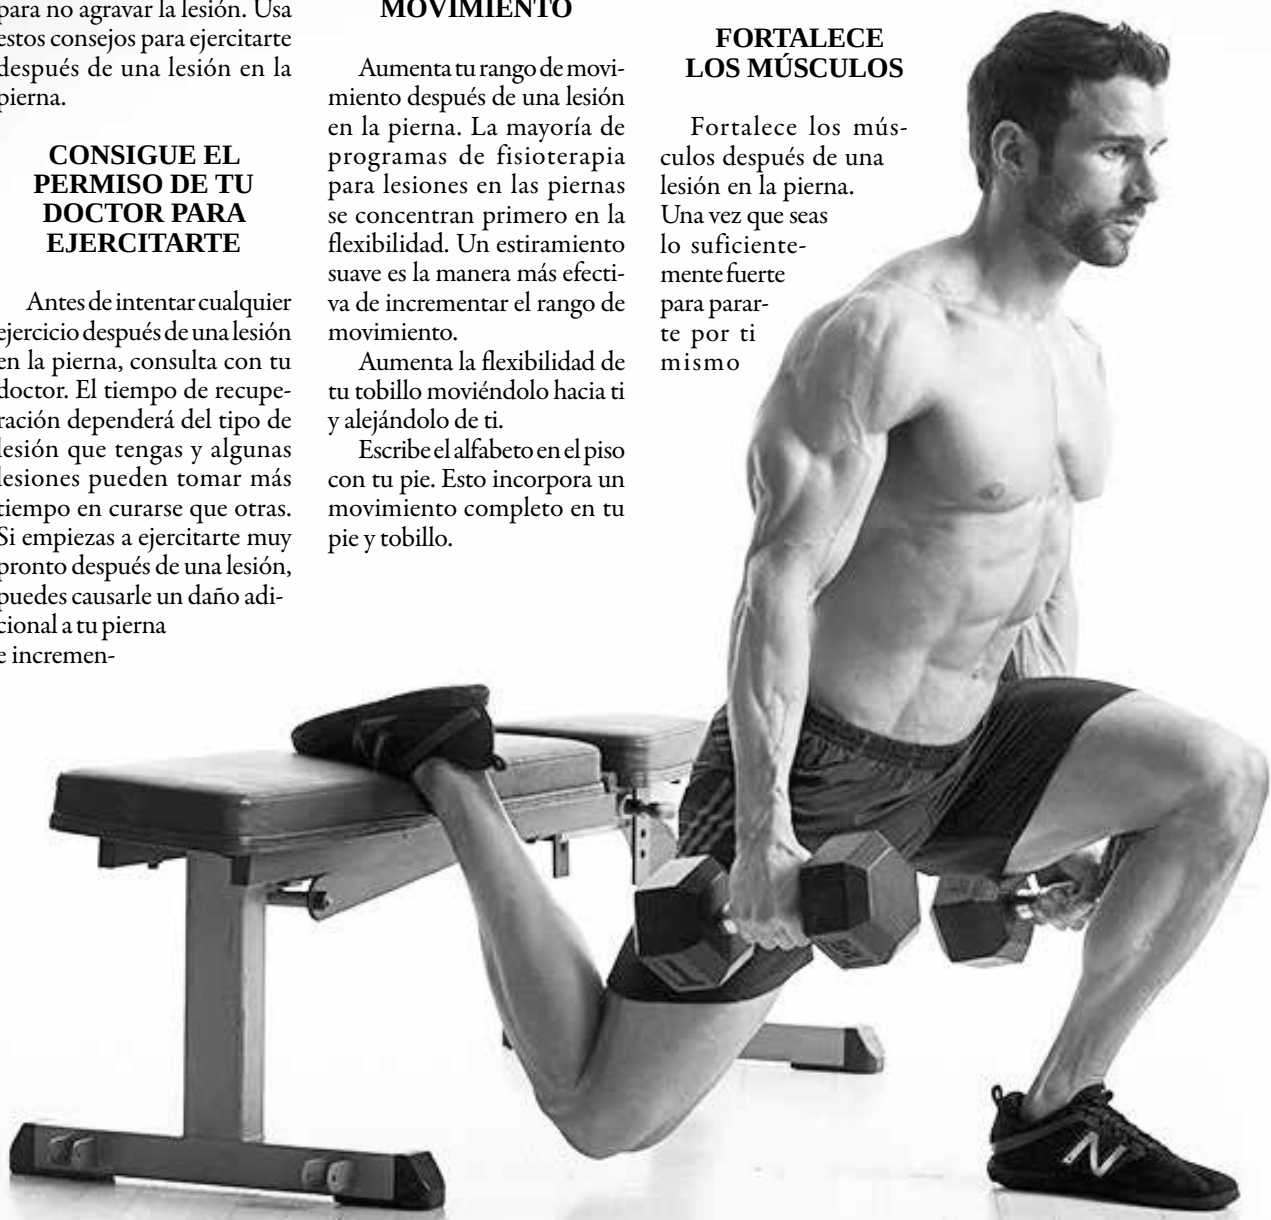 para no agravar la lesión. Usa
estos consejos para ejercitarte
después de una lesión en la
pierna.
CONSIGUE EL
PERMISO DE TU
DOCTOR PARA
EJERCITARTE
Antes de intentar cualquier
ejercicio después de una lesión
en la pierna, consulta con tu
doctor. El tiempo de recupe-
ración dependerá del tipo de
lesión que tengas y algunas
lesiones pueden tomar más
tiempo en curarse que otras.
Si empiezas a ejercitarte muy
pronto después de una lesión,
puedes causarle un daño adi-
cional a tu pierna
e incremen-
MOVIMIENTO
Aumenta tu rango de movi-
miento después de una lesión
en la pierna. La mayoría de
programas de fisioterapia
para lesiones en las piernas
se concentran primero en la
flexibilidad. Un estiramiento
suave es la manera más efecti-
va de incrementar el rango de
movimiento.
Aumenta la flexibilidad de
tu tobillo moviéndolo hacia ti
y alejándolo de ti.
Escribe el alfabeto en el piso
con tu pie. Esto incorpora un
movimiento completo en tu
pie y tobillo.
FORTALECE
LOS MÚSCULOS
Fortalece los mús-
culos después de una
lesión en la pierna.
Una vez que seas
lo suficiente-
mente fuerte
para parar-
te por ti
mismo
N